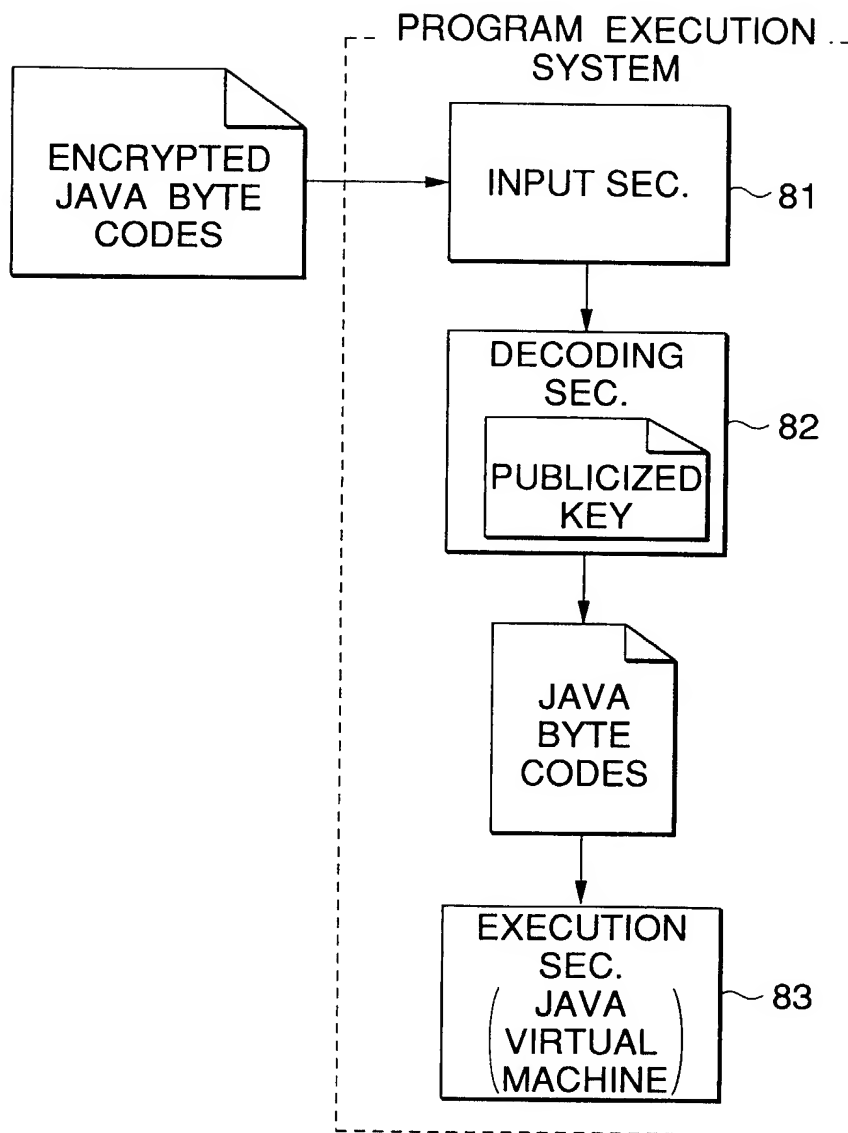 PROGRAM EXECUTION
SYSTEM
ENCRYPTED
JAVA BYTE
CODES
INPUT SEC.
81
DECODING
SEC.
82
PUBLICIZED
KEY
JAVA
BYTE
CODES
EXECUTION
SEC.
(JAVA
VIRTUAL
MACHINE)
83